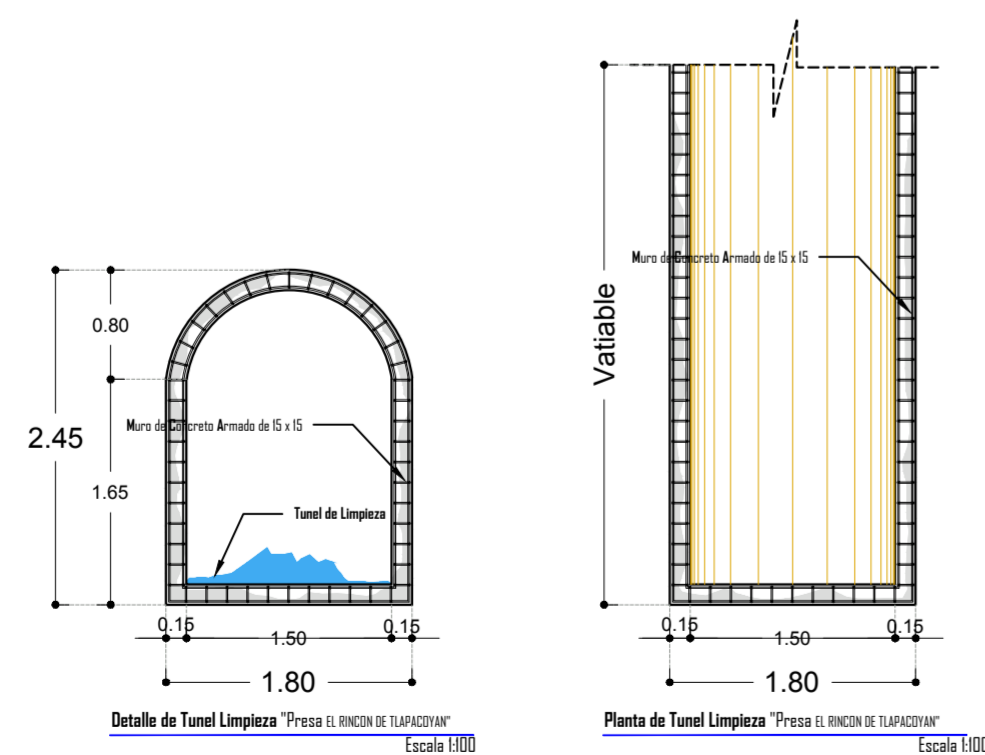 0.80
2.45
Muro de Concreto Armado de 15 x 15
1.65
Tunel de Limpieza
0.15
1.50
0.15
1.80
Detalle de Tunel Limpieza "Presa EL RINCON DE TLAPACOYAN"
Escala 1:100
Vatiable
Muro de Concreto Armado de 15 x 15
0.15
1.50
0.15
1.80
Planta de Tunel Limpieza "Presa EL RINCON DE TLAPACOYAN"
Escala 1:100